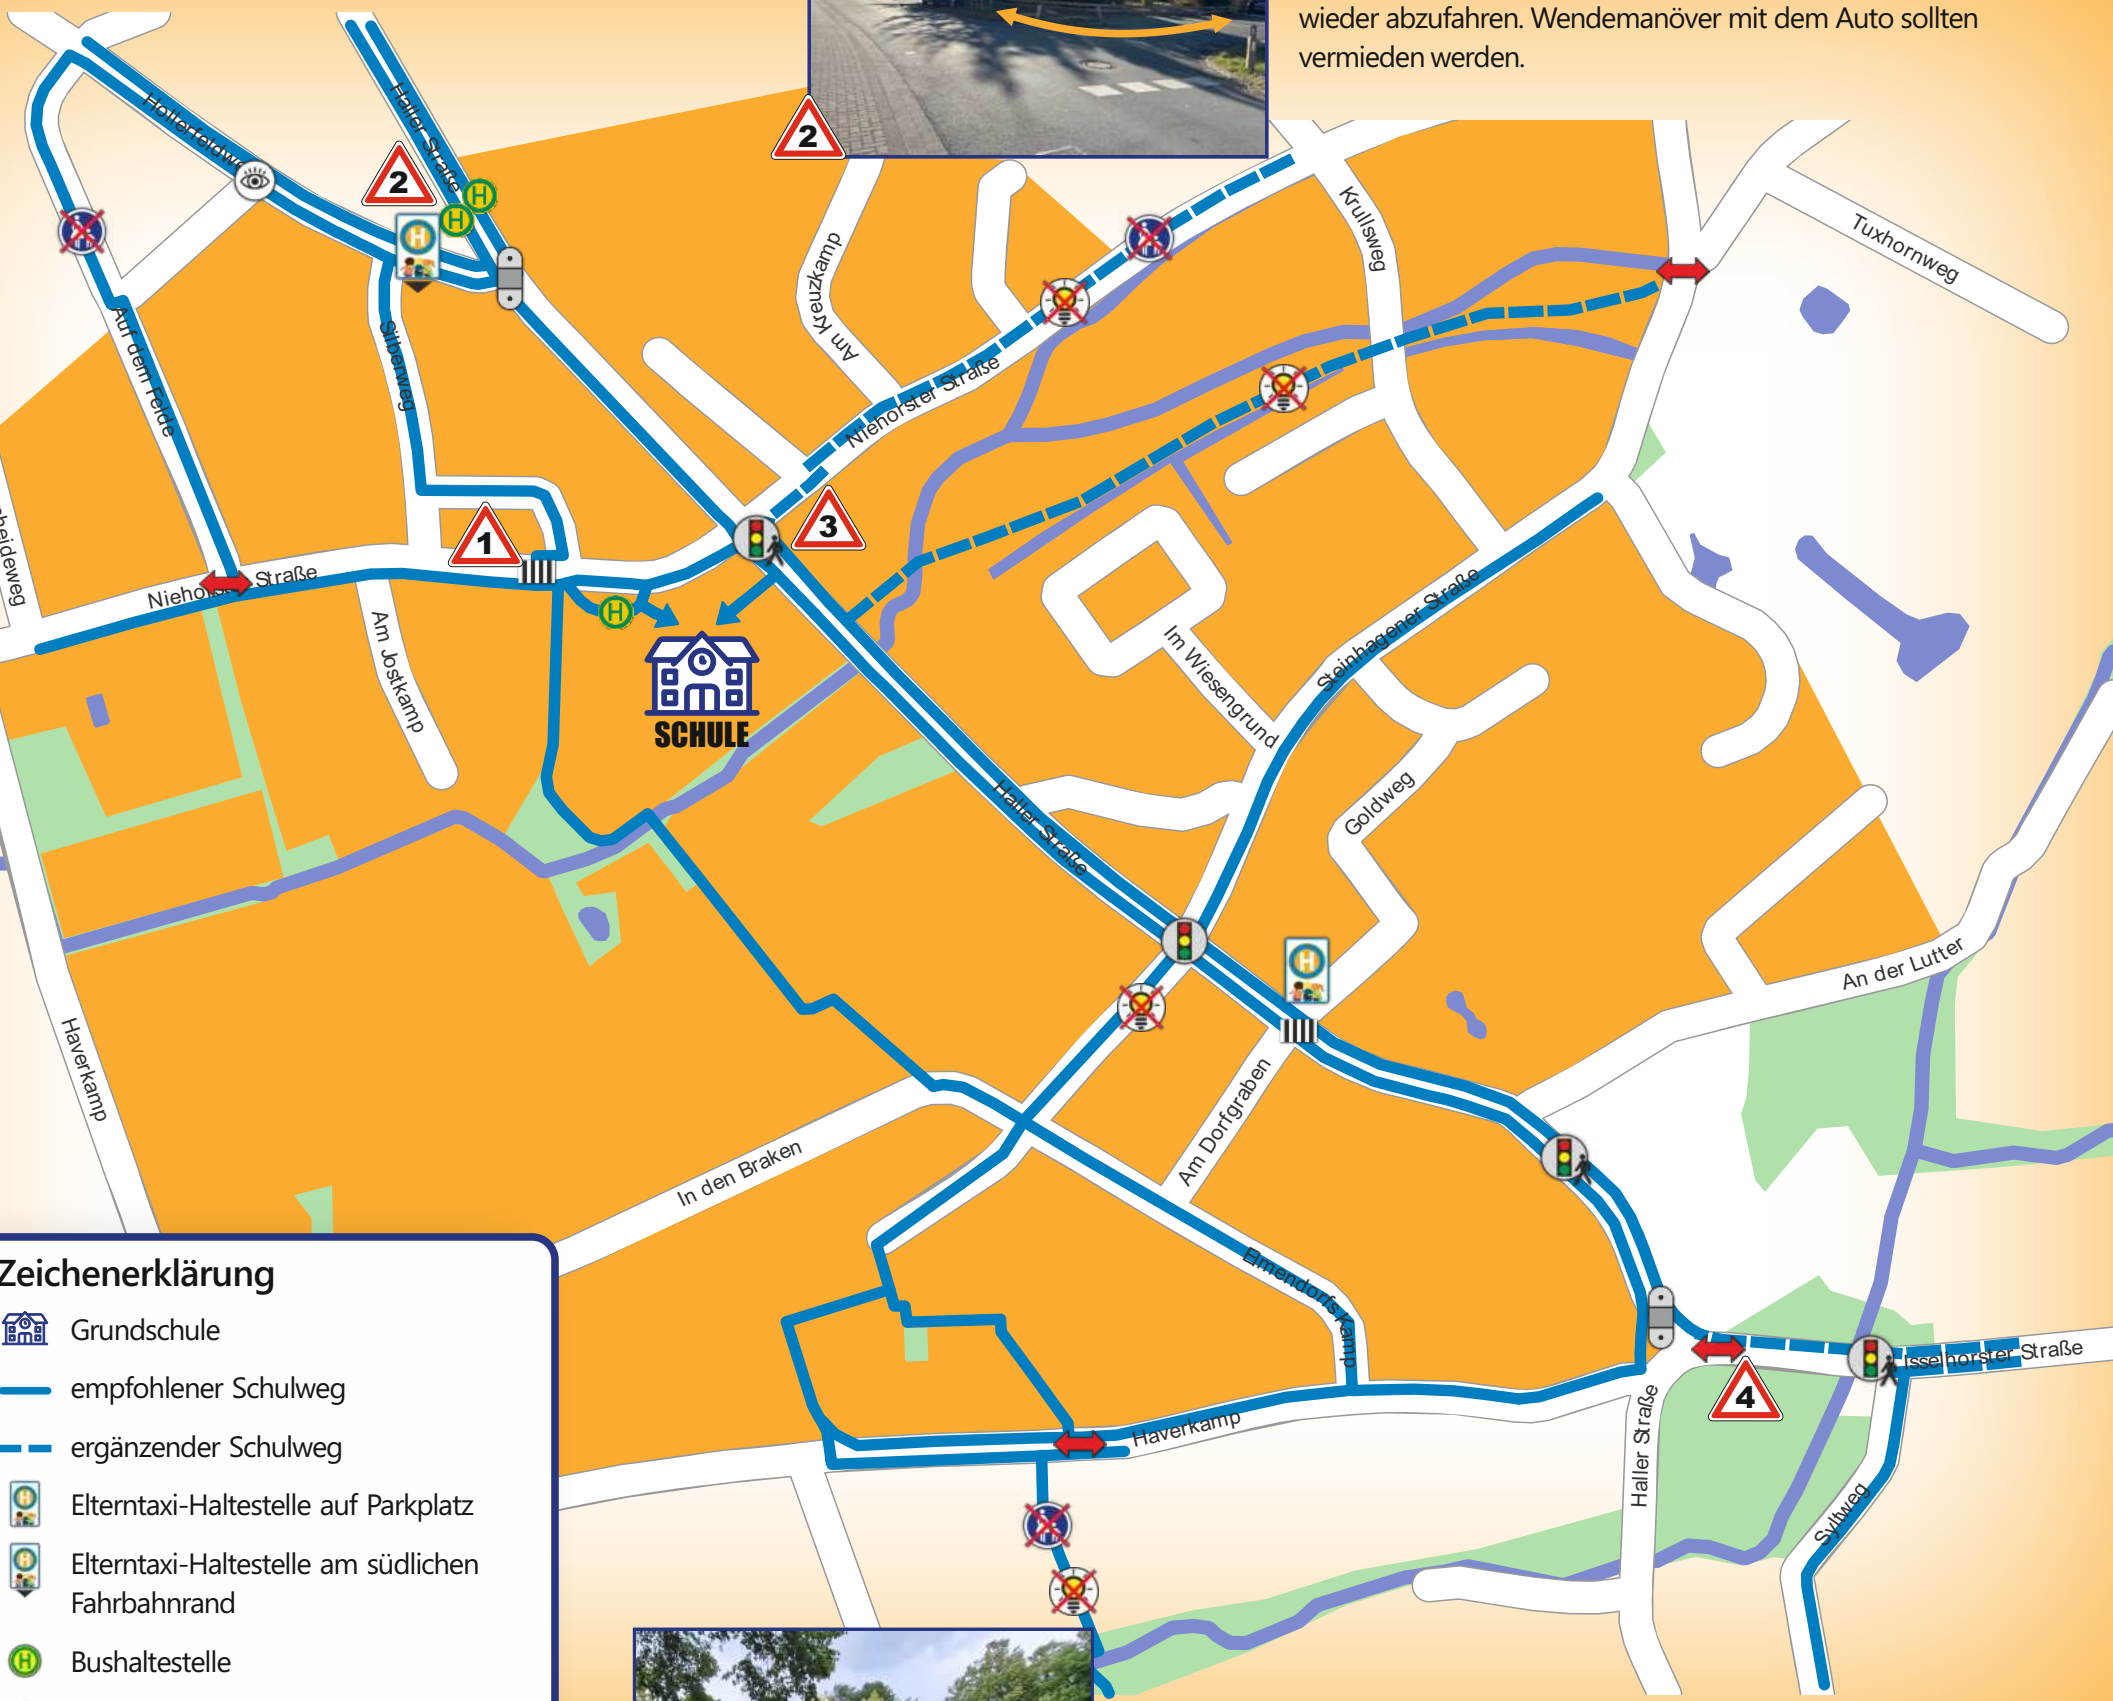 wieder abzufahren. Wendemanöver mit dem Auto sollten
vermieden werden.
2
Hollerfeldweg
Haller Straße
2
H
H
H
Krullsweg
Tuxhornweg
Am Kreuzkamp
Auf dem Felde
Silberweg
Niehorster Straße
H
1
3
Niehorster Straße
H
Am Jostkamp
SCHULE
Im Wiesengrund
Steinhagener Straße
Goldweg
Haller Straße
H
An der Lutter
Haverkamp
Am Dorfgraben
In den Braken
Elmendorfs Kamp
Isselhorster Straße
4
Haverkamp
Haller Straße
Syltweg
Zeichenerklärung
Grundschule
empfohlener Schulweg
ergänzender Schulweg
H
Elterntaxi-Haltestelle auf Parkplatz
H
Elterntaxi-Haltestelle am südlichen
Fahrbahnrand
H
Bushaltestelle